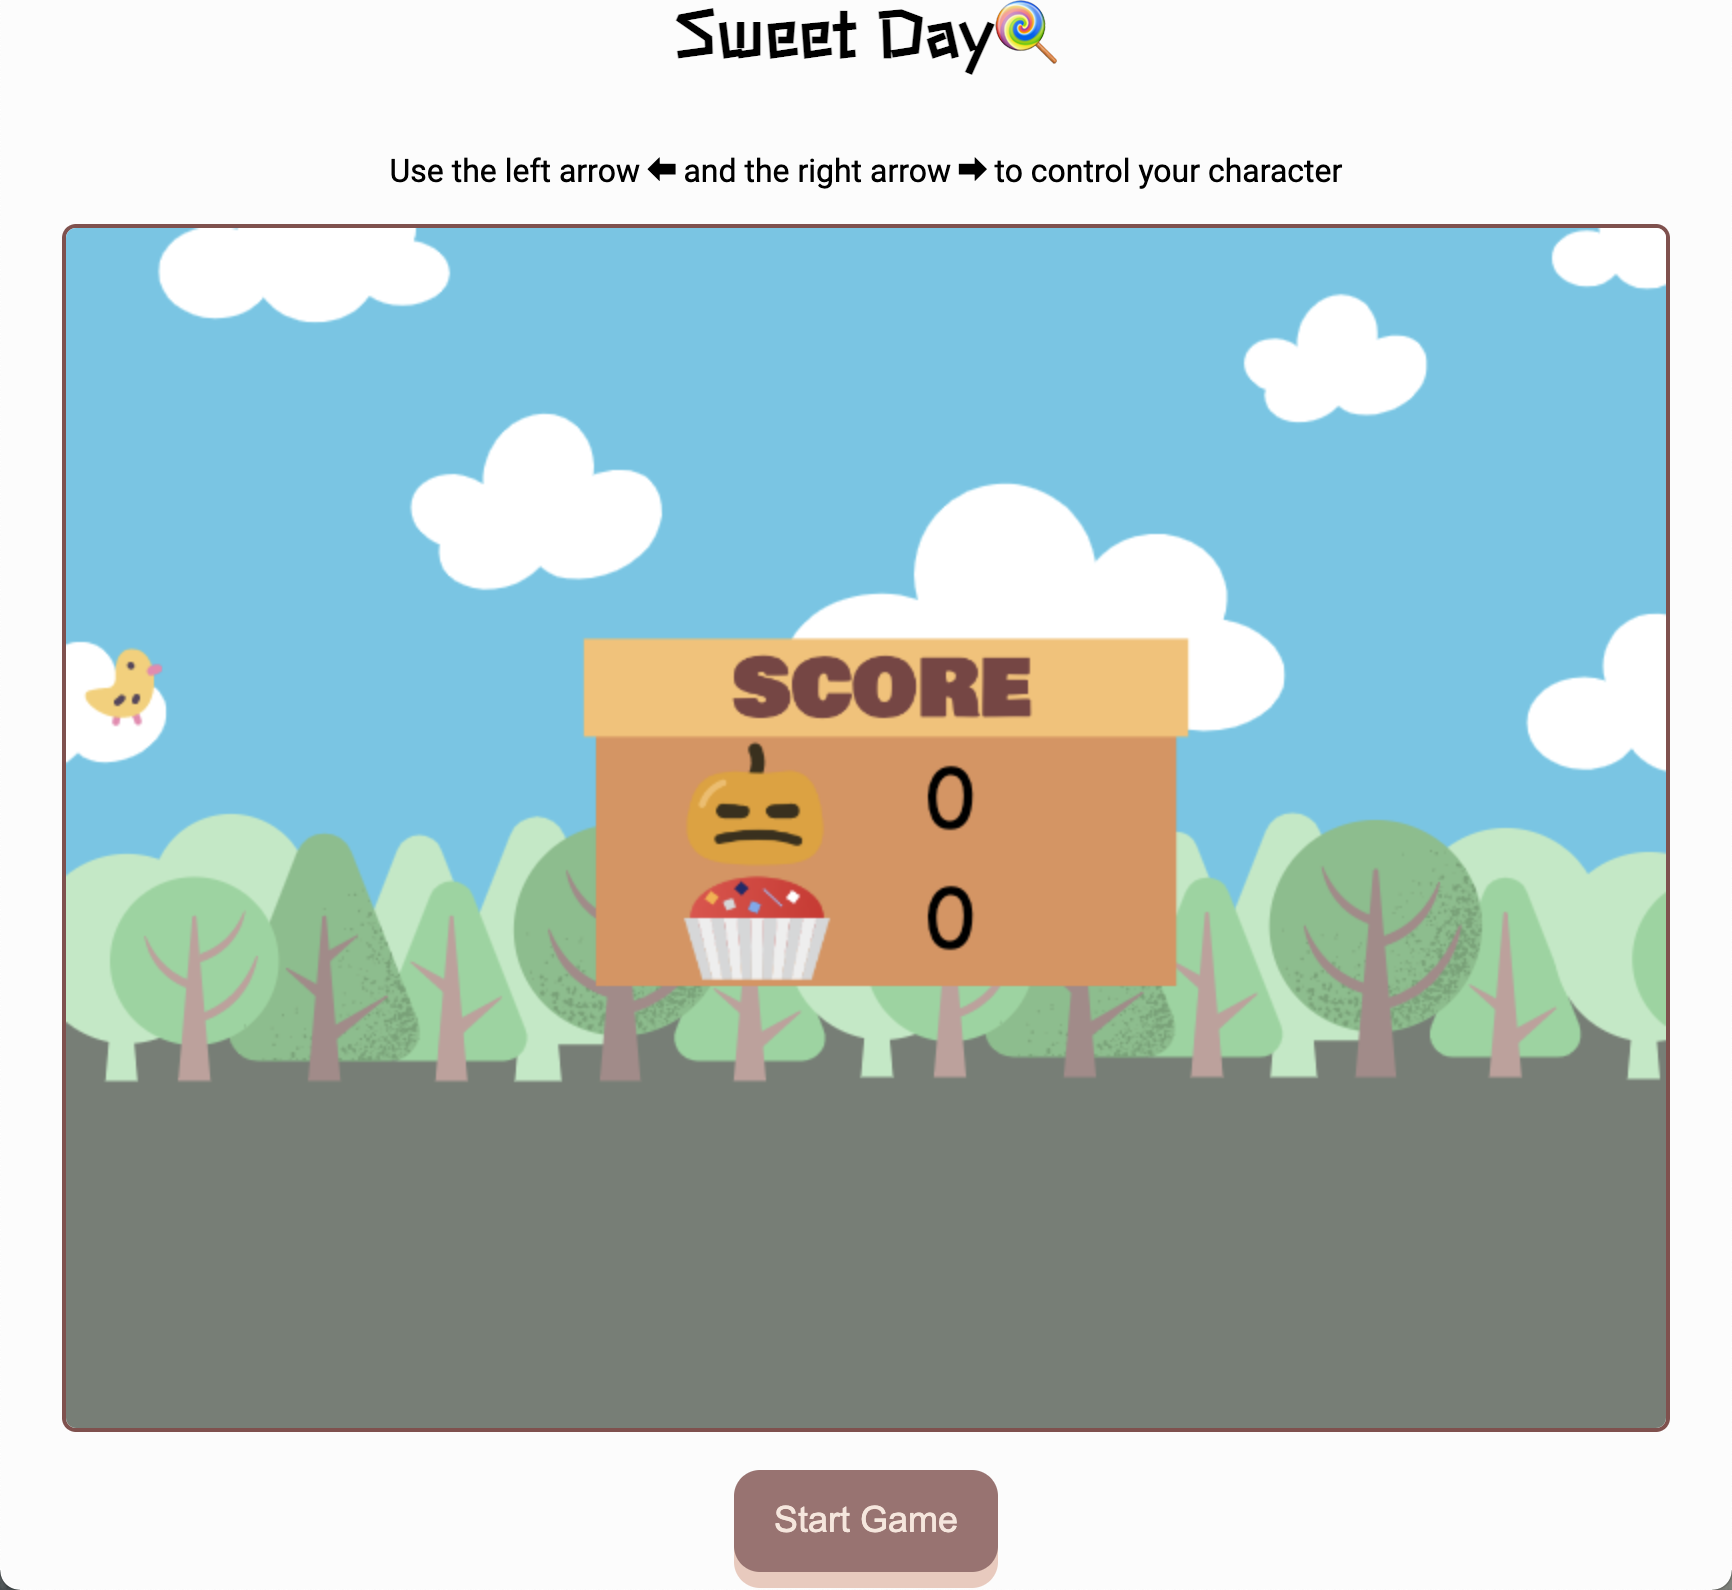 Sweet Day🍭
Use the left arrow ⬅ and the right arrow ➡ to control your character
SCORE
0
0
Start Game